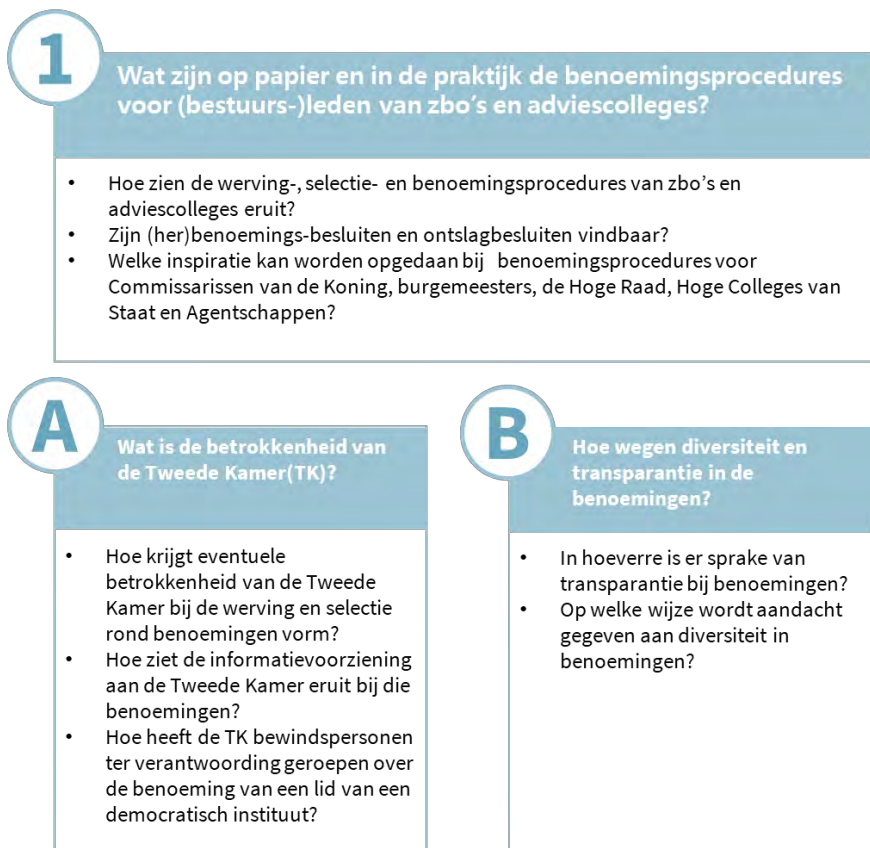 1
Wat zijn op papier en in de praktijk de benoemingsprocedures
voor (bestuurs-)leden van zbo's en adviescolleges?
• Hoe zien de werving-, selectie- en benoemingsprocedures van zbo's en
adviescolleges eruit?
• Zijn (her)benoemings-besluiten en ontslagbesluiten vindbaar?
• Welke inspiratie kan worden opgedaan bij benoemingsprocedures voor
Commissarissen van de Koning, burgemeesters, de Hoge Raad, Hoge Colleges van
Staat en Agentschappen?
A
Wat is de betrokkenheid van
de Tweede Kamer(TK)?
• Hoe krijgt eventuele
betrokkenheid van de Tweede
Kamer bij de werving en selectie
rond benoemingen vorm?
• Hoe ziet de informatievoorziening
aan de Tweede Kamer eruit bij die
benoemingen?
• Hoe heeft de TK bewindspersonen
ter verantwoording geroepen over
de benoeming van een lid van een
democratisch instituut?
B
Hoe wegen diversiteit en
transparantie in de
benoemingen?
• In hoeverre is er sprake van
transparantie bij benoemingen?
• Op welke wijze wordt aandacht
gegeven aan diversiteit in
benoemingen?